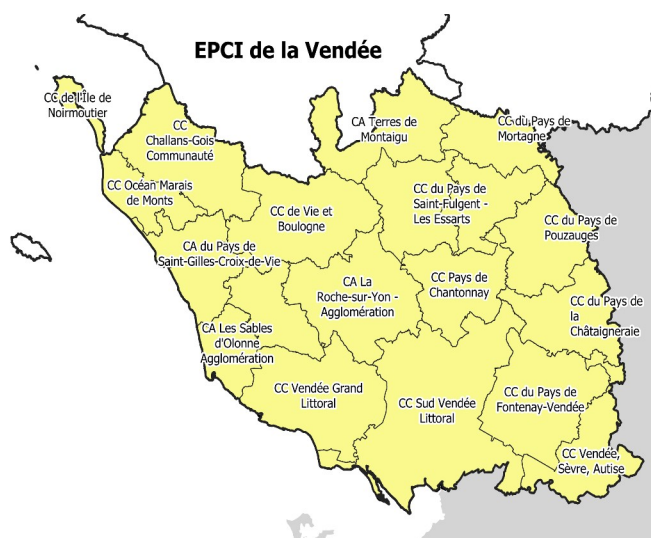 EPCI de la Vendée
CC de l'Île de
Noirmoutier
CC
Challans-Gois
Communauté
CA Terres de
Montaigu
CC du Pays de
Mortagne
CC Océan Marais
de Monts
CC de Vie et
Boulogne
CC du Pays de
Saint-Fulgent -
Les Essarts
CC du Pays de
Pouzauges
CA du Pays de
Saint-Gilles-Croix-de-Vie
CA La
Roche-sur-Yon -
Agglomération
CC Pays de
Chantonnay
CC du Pays de
la
Châtaigneraie
CA Les Sables
d'Olonne
Agglomération
CC Vendée Grand
Littoral
CC Sud Vendée
Littoral
CC du Pays de
Fontenay-Vendée
CC Vendée,
Sèvre, Autise